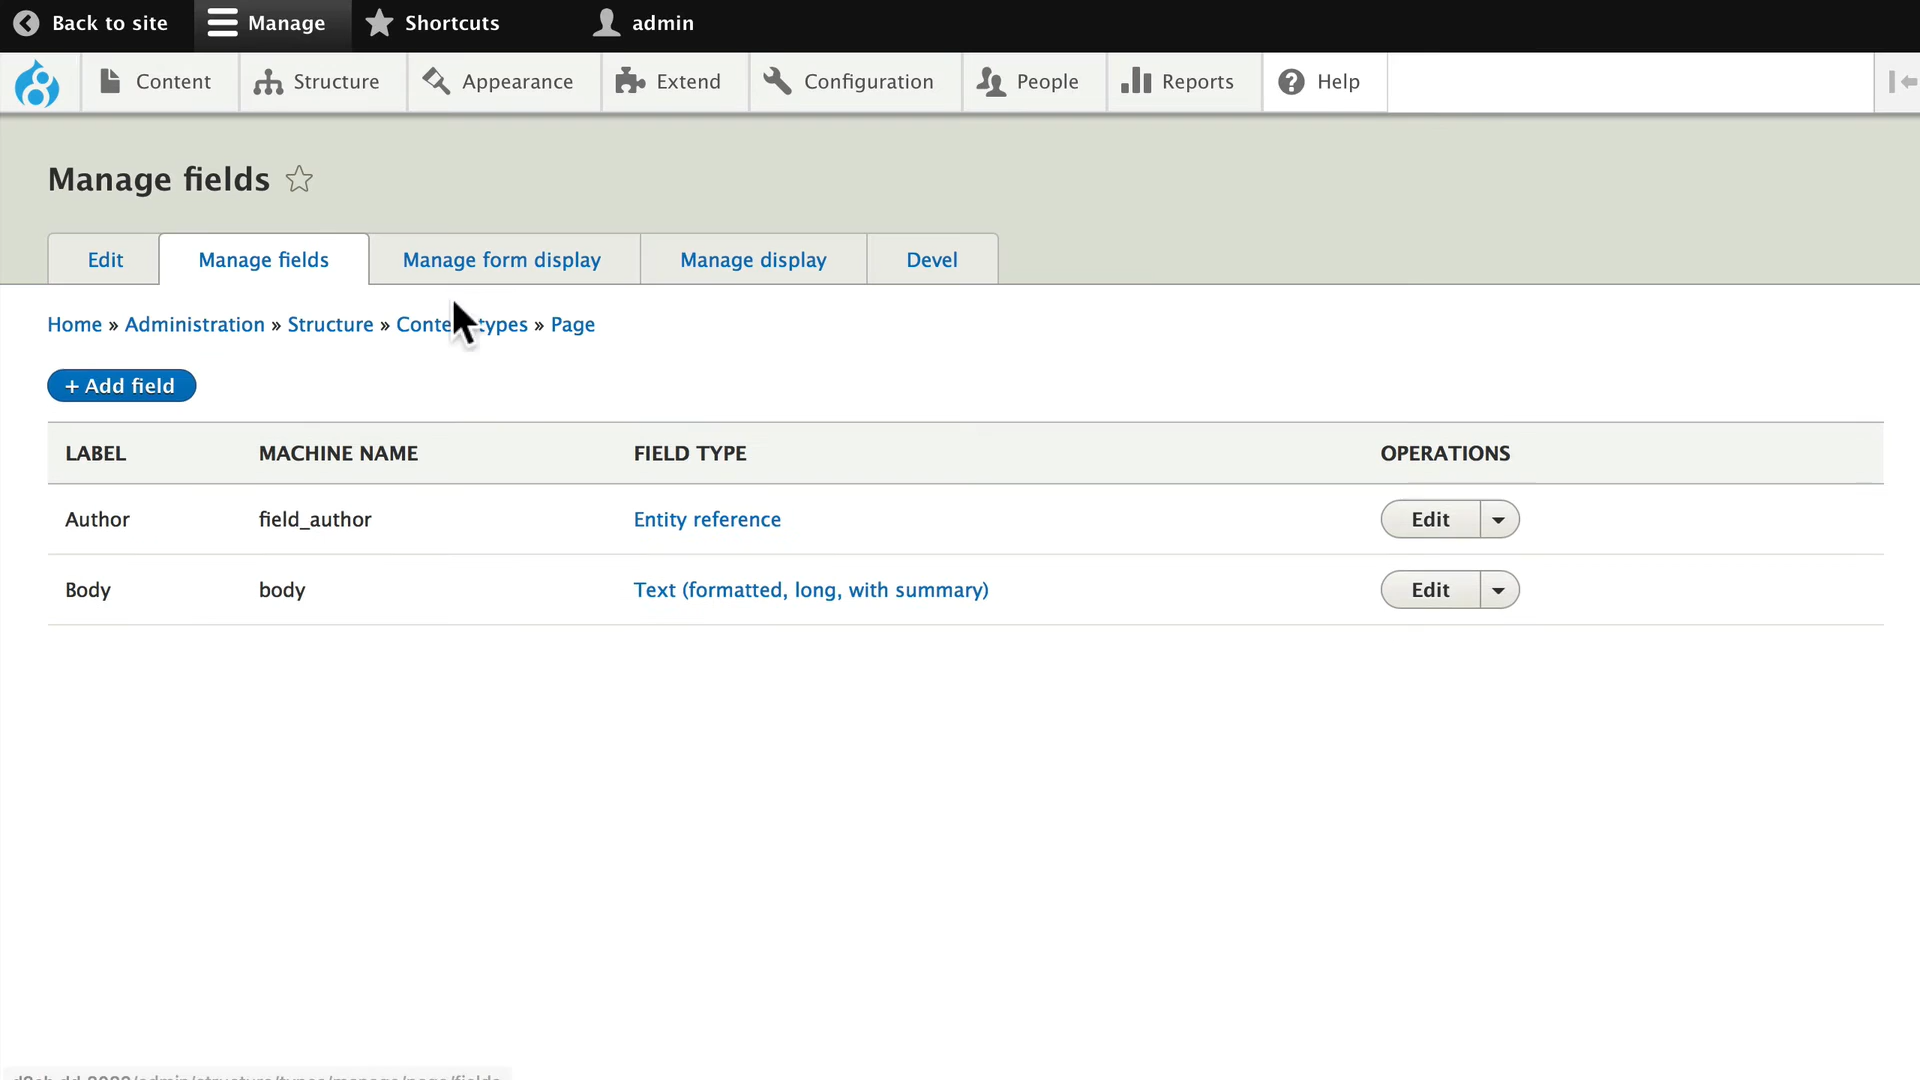 Back to site Manage Shortcuts admin
Content Structure Appearance Extend Configuration People Reports Help
Manage fields
Edit Manage fields Manage form display Manage display Devel
Home » Administration » Structure » Content types » Page
+ Add field
LABEL MACHINE NAME FIELD TYPE OPERATIONS
Author field_author Entity reference Edit
Body body Text (formatted, long, with summary) Edit